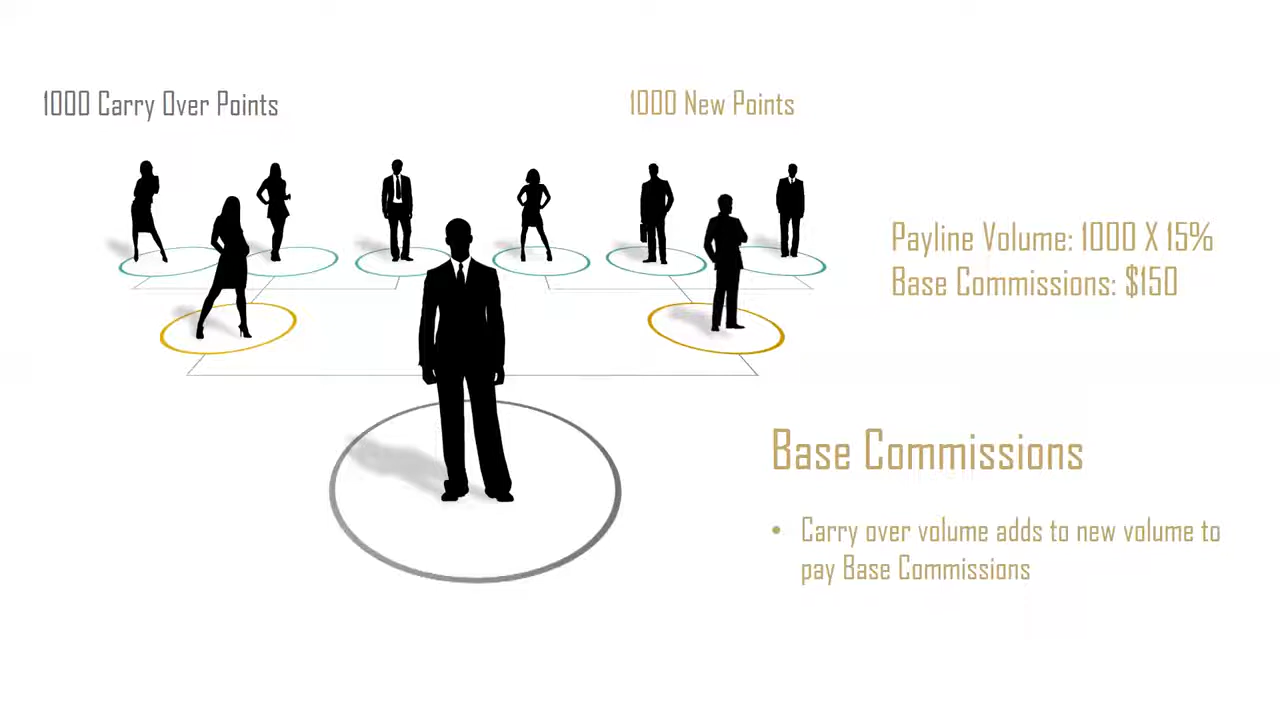 1000 Carry Over Points
1000 New Points
Payline Volume: 1000 X 15%
Base Commissions: $150
Base Commissions
• Carry over volume adds to new volume to
pay Base Commissions